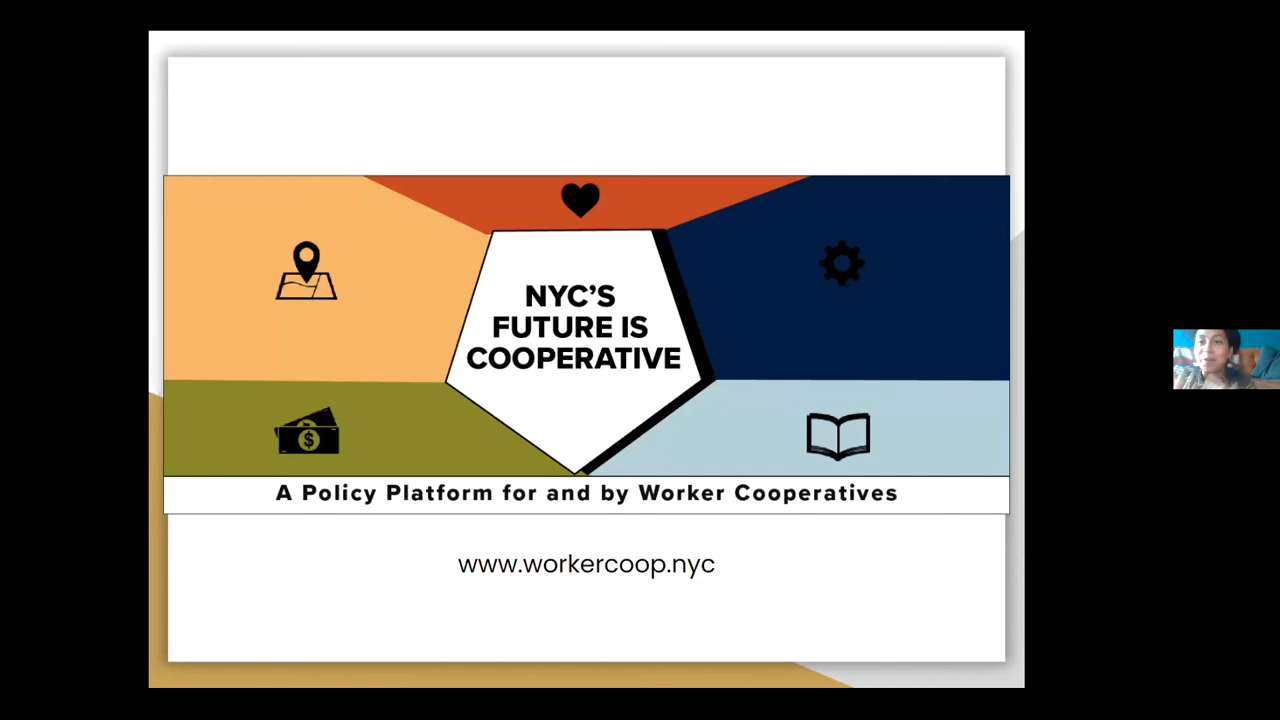 NYC’S
FUTURE IS
COOPERATIVE
$
A Policy Platform for and by Worker Cooperatives
www.workercoop.nyc